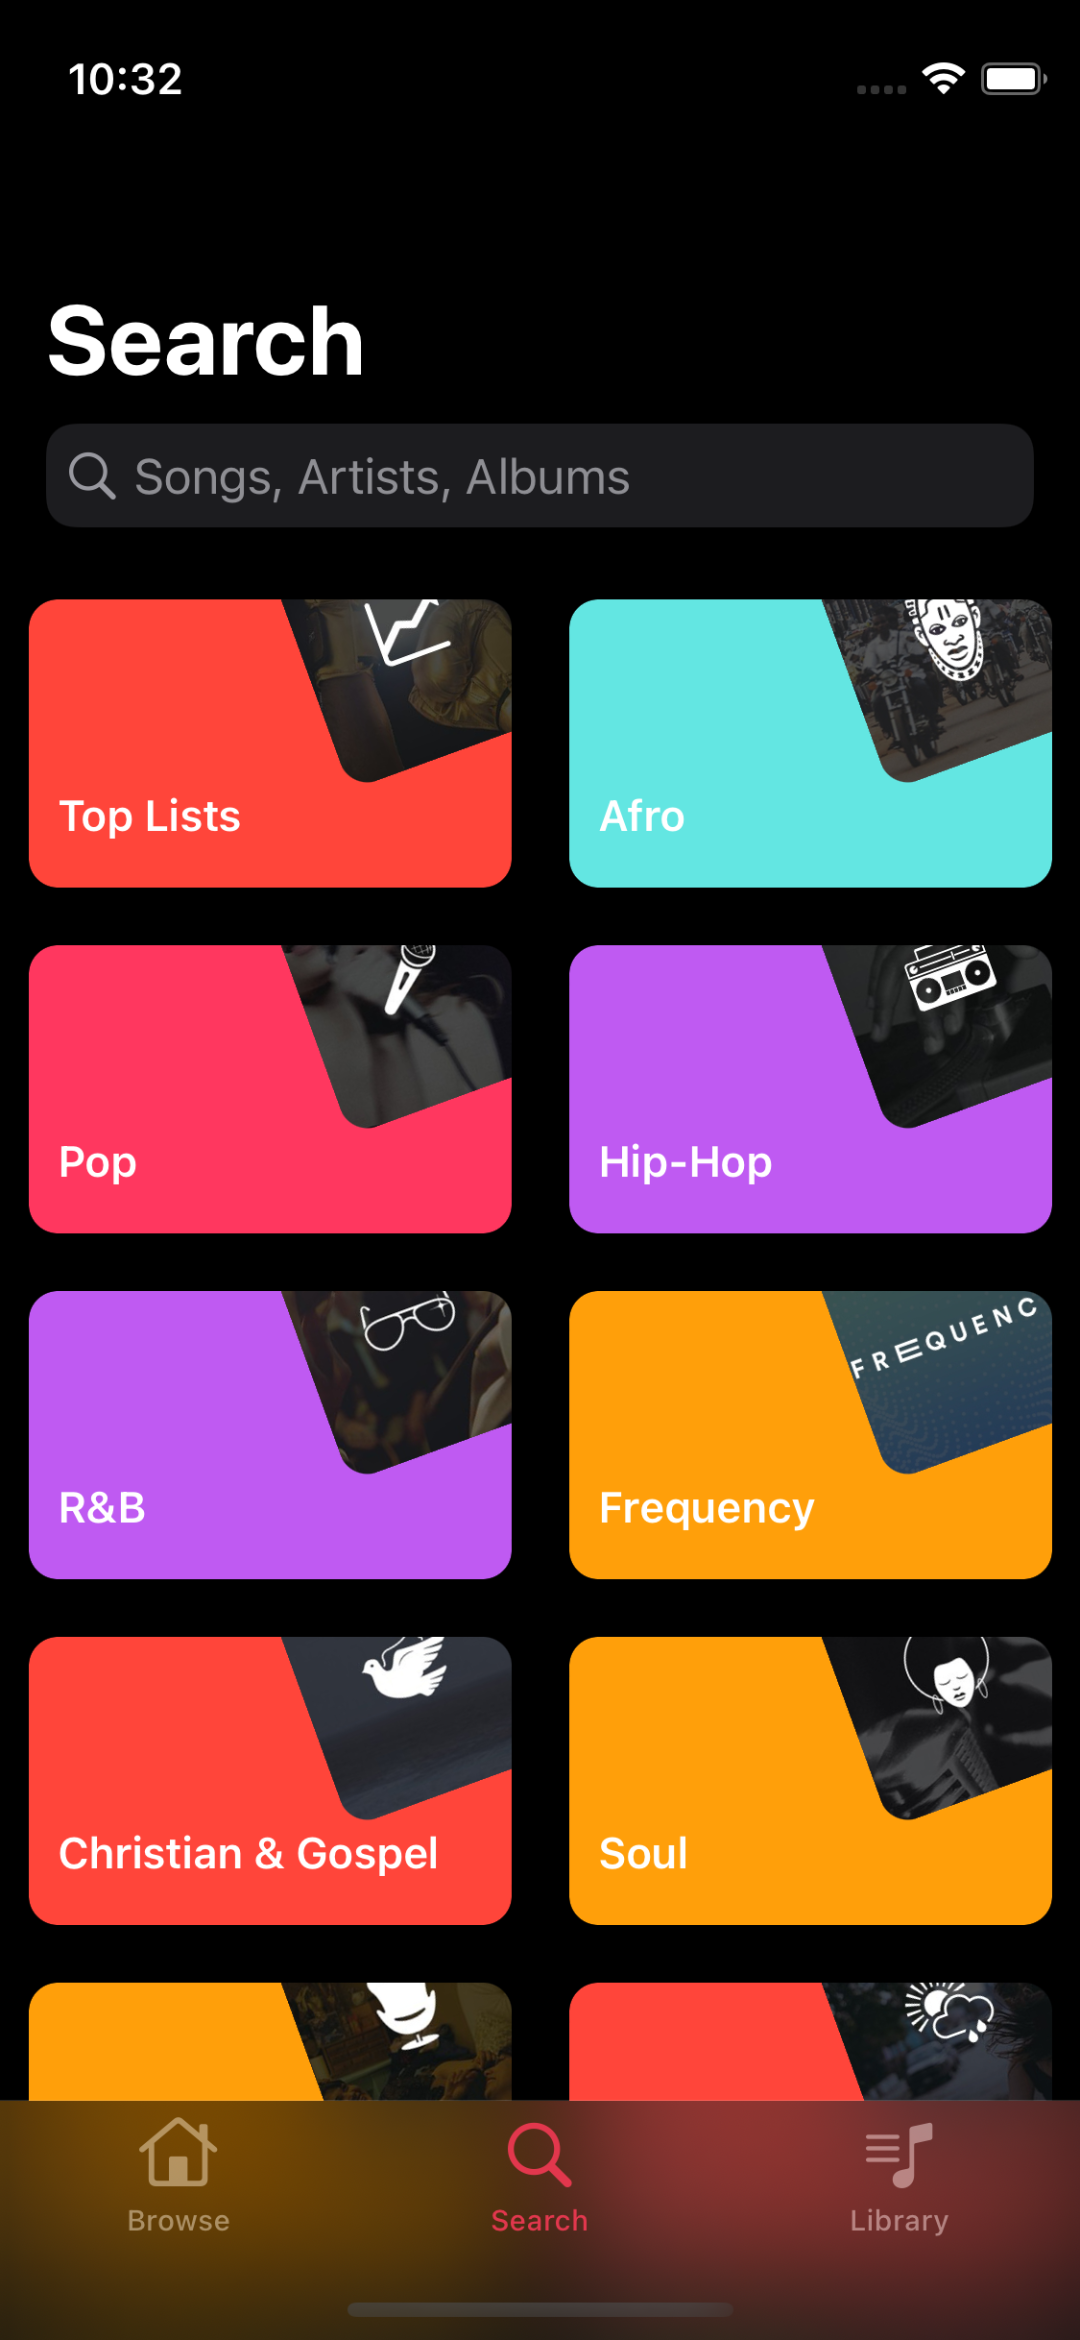 10:32
Search
Songs, Artists, Albums
Top Lists
Afro
Pop
Hip-Hop
FREQUENC
R&B
Frequency
Christian & Gospel
Soul
Browse
Search
Library